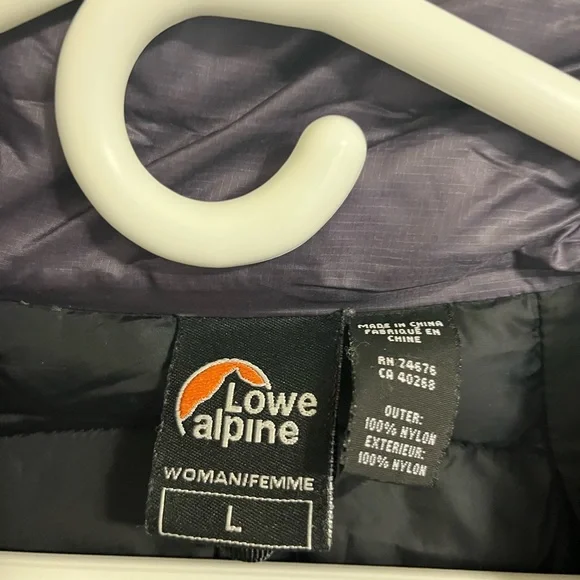 Lowe
alpine
WOMAN/FEMME
L
MADE IN CHINA
FABRIQUÉ EN
CHINE
RN 24676
CA 40268
OUTER:
100% NYLON
EXTERIEUR:
100% NYLON